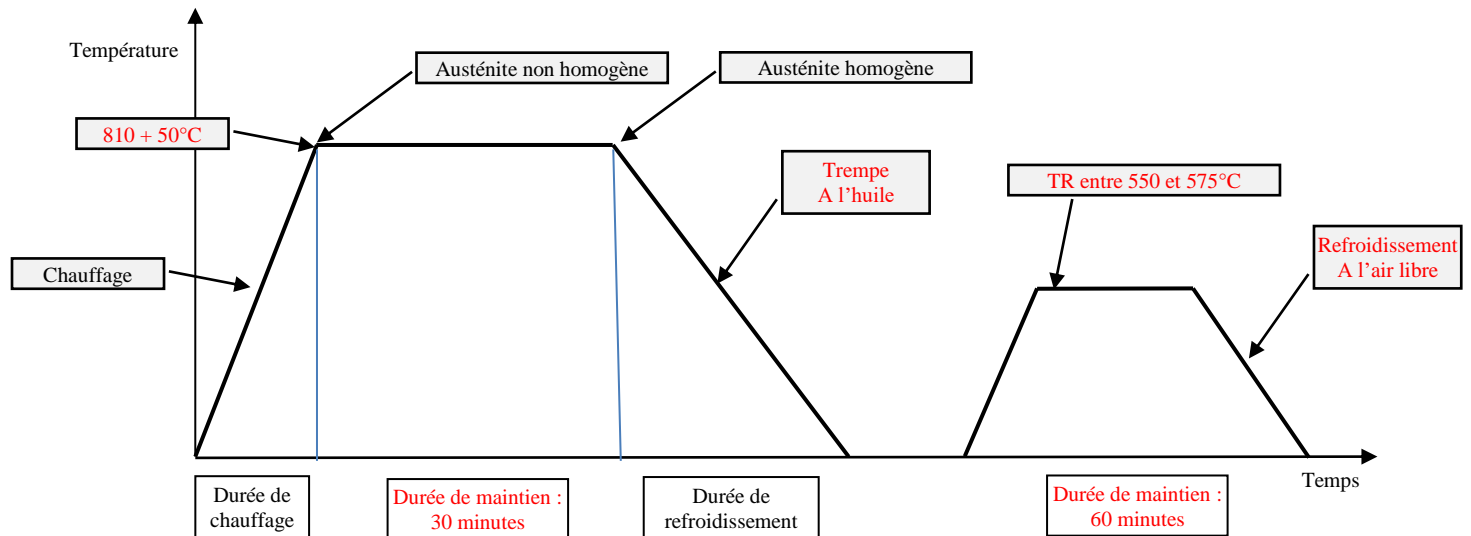 Température
Austénite non homogène
Austénite homogène
810 + 50°C
Trempe
A l'huile
TR entre 550 et 575°C
Refroidissement
A l'air libre
Chauffage
Temps
Durée de
chauffage
Durée de maintien :
30 minutes
Durée de
refroidissement
Durée de maintien :
60 minutes